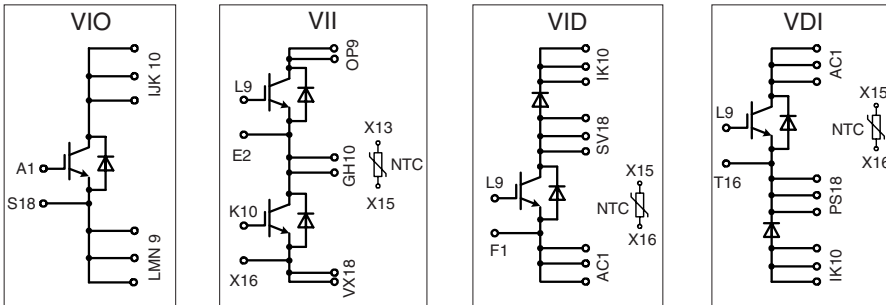 VIO
IJK 10
A1
S18
LMN 9
VII
OP9
L9
E2
X13
GH10
NTC
X15
K10
X16
VX18
VID
IK10
SV18
L9
X15
NTC
X16
F1
AC1
VDI
AC1
L9
X15
NTC
X16
T16
PS18
IK10